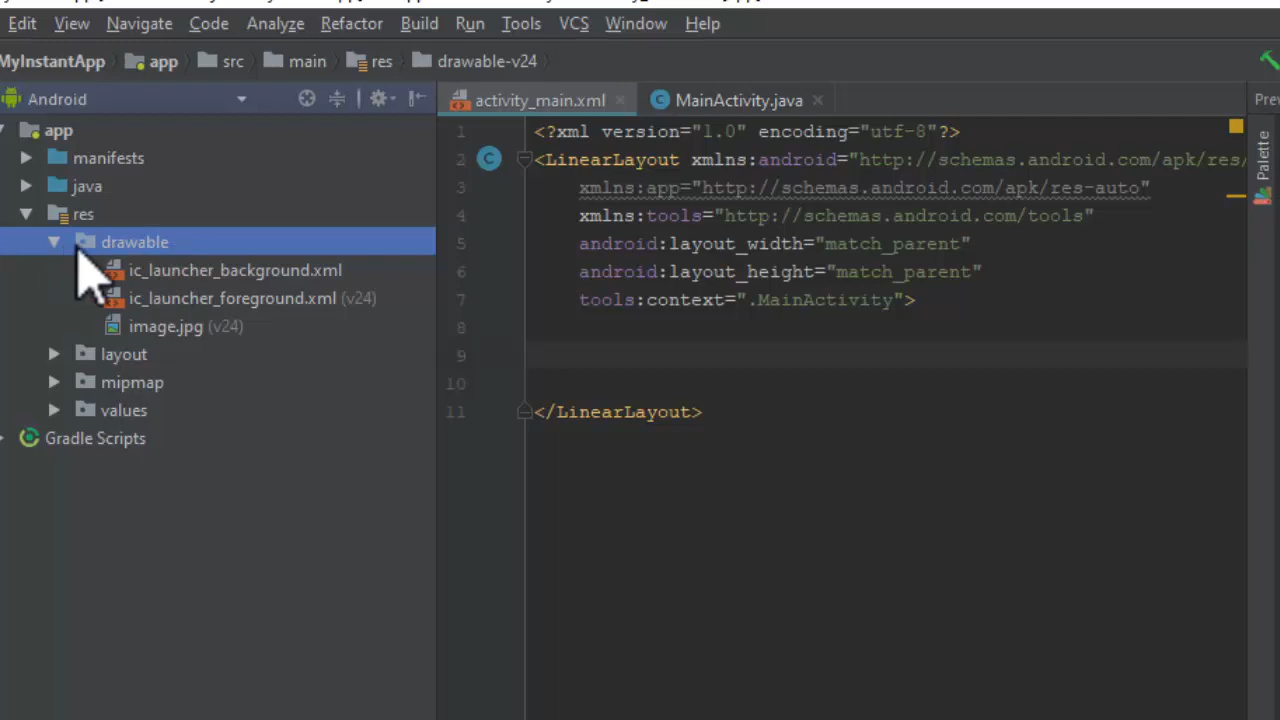 Edit View Navigate Code Analyze Refactor Build Run Tools VCS Window Help
MyInstantApp app src main res drawable-v24
Android
activity_main.xml MainActivity.java
app
manifests
java
res
drawable
ic_launcher_background.xml
ic_launcher_foreground.xml (v24)
image.jpg (v24)
layout
mipmap
values
Gradle Scripts
1 <?xml version="1.0" encoding="utf-8"?>
2 C <LinearLayout xmlns:android="http://schemas.android.com/apk/res/
3 xmlns:app="http://schemas.android.com/apk/res-auto"
4 xmlns:tools="http://schemas.android.com/tools"
5 android:layout_width="match_parent"
6 android:layout_height="match_parent"
7 tools:context=".MainActivity">
8
9
10
11 </LinearLayout>
Palette